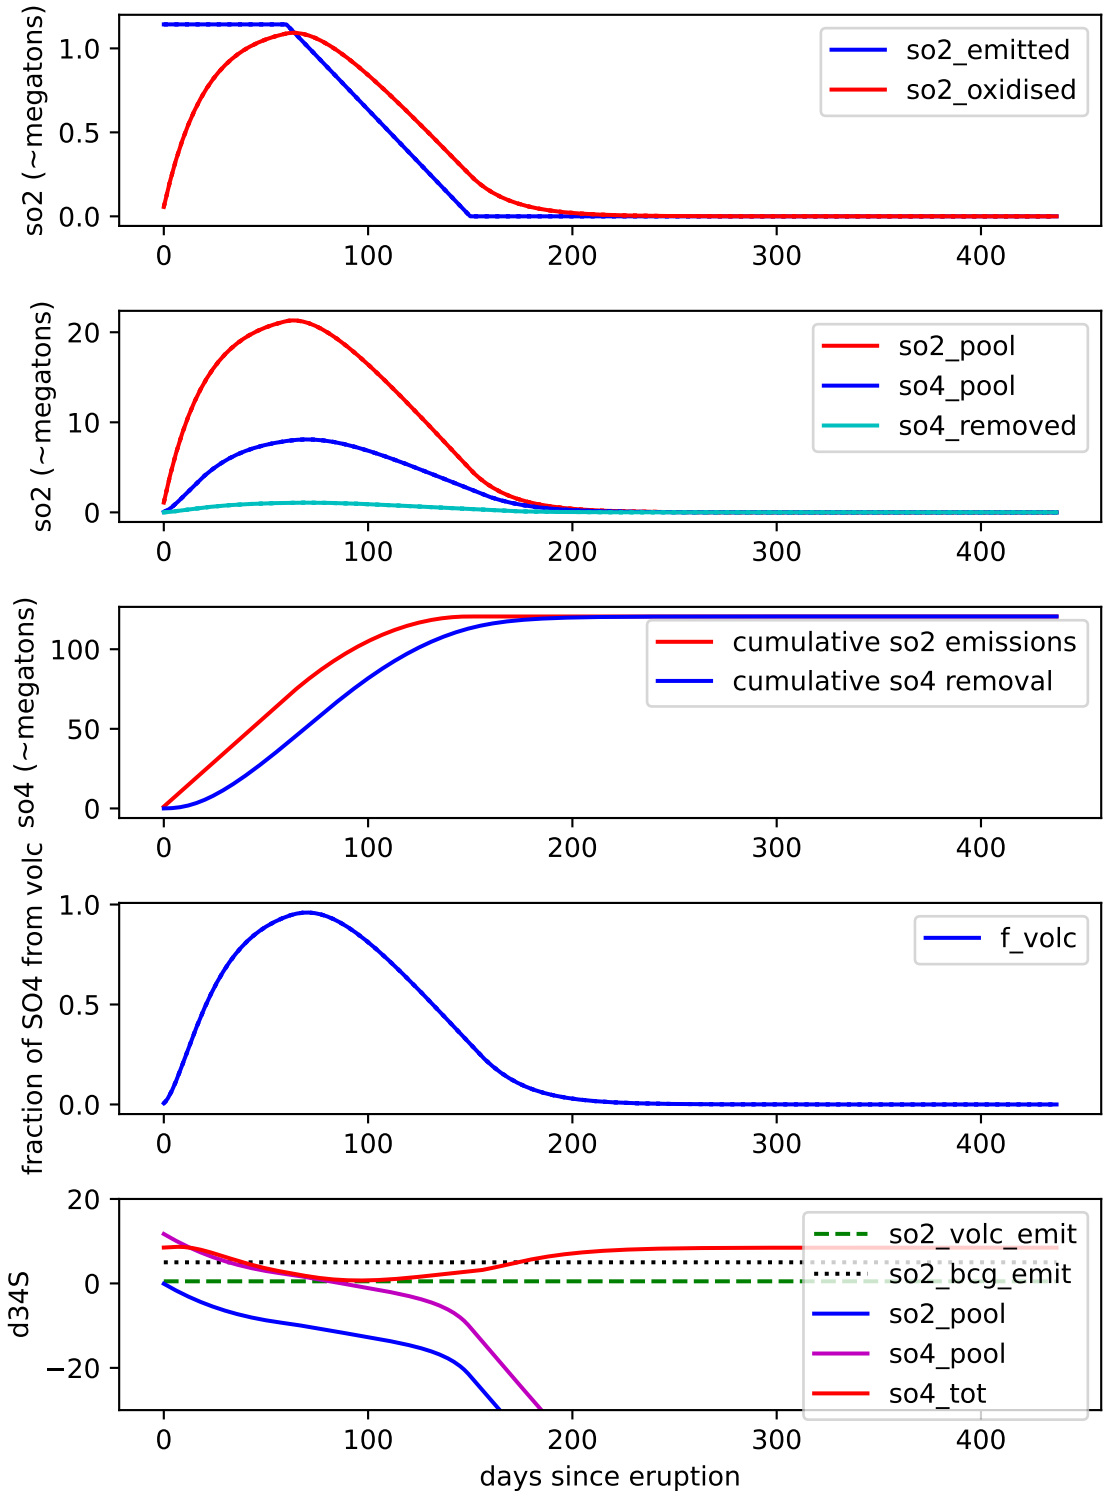 so2 (~megatons)
1.0
0.5
0.0
so2_emitted
so2_oxidised
0 100 200 300 400
so2 (~megatons)
20
10
0
so2_pool
so4_pool
so4_removed
0 100 200 300 400
so4 (~megatons)
100
50
0
cumulative so2 emissions
cumulative so4 removal
0 100 200 300 400
fraction of SO4 from volc
1.0
0.5
0.0
f_volc
0 100 200 300 400
d34S
20
0
−20
so2_volc_emit
so2_bcg_emit
so2_pool
so4_pool
so4_tot
0 100 200 300 400
days since eruption